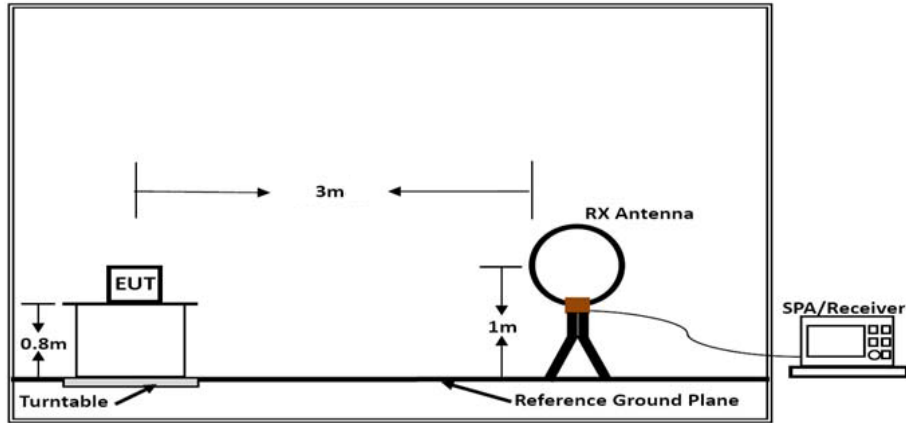 3m
RX Antenna
EUT
SPA/Receiver
0.8m
1m
Turntable
Reference Ground Plane